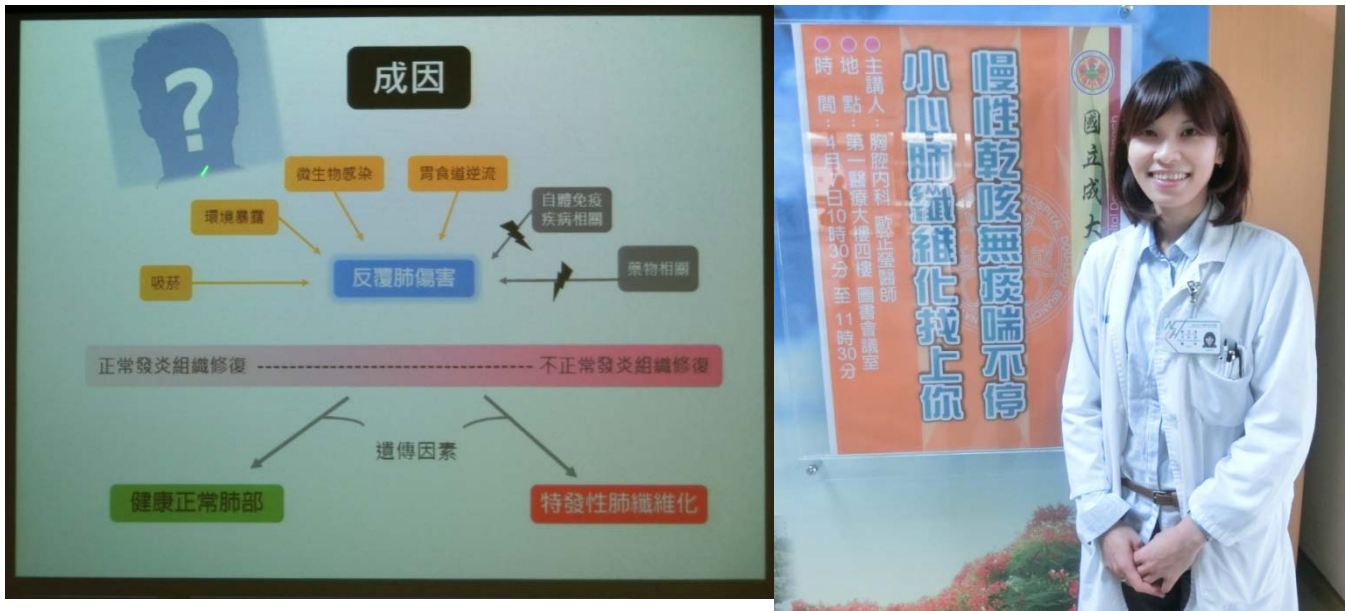 ?
成因
微生物感染
胃食道逆流
自體免疫
疾病相關
環境暴露
吸菸
反覆肺傷害
藥物相關
正常發炎組織修復
不正常發炎組織修復
遺傳因素
健康正常肺部
特發性肺纖維化
國立成大
慢性乾咳無痰喘不停
小心肺纖維化找上你
主講人:胸腔內科
地點:第一醫療大樓四樓 圖書會議室
時間:4月
日10時30分至11時30分